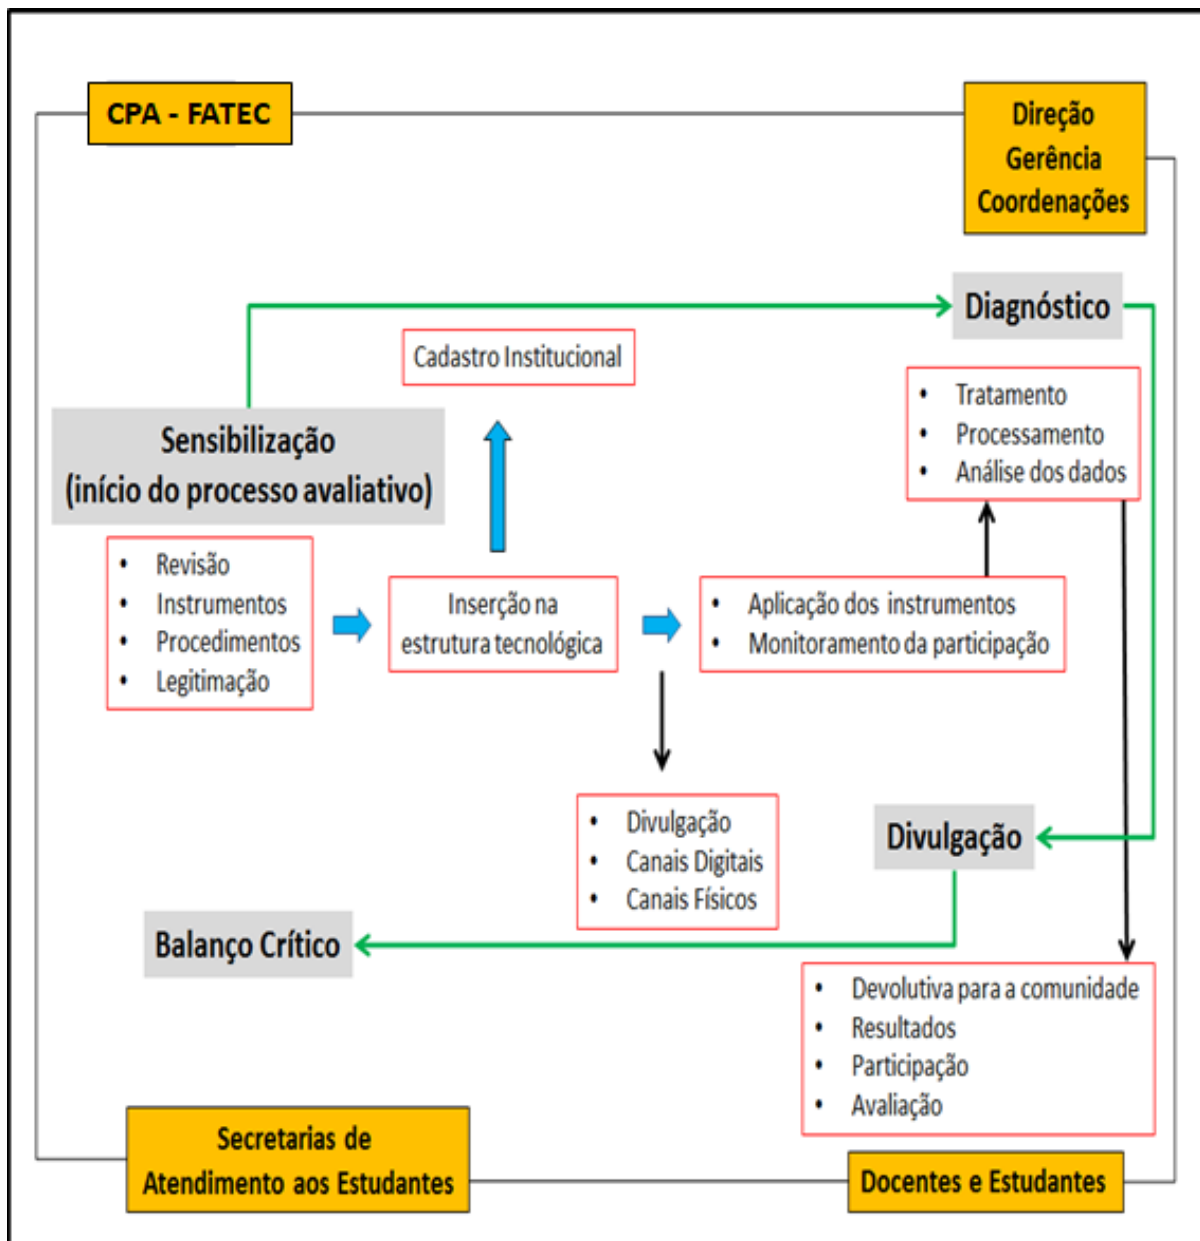 CPA - FATEC
Direção
Gerência
Coordenações
Diagnóstico
Cadastro Institucional
• Tratamento
• Processamento
• Análise dos dados
Sensibilização
(início do processo avaliativo)
• Revisão
• Instrumentos
• Procedimentos
• Legitimação
Inserção na
estrutura tecnológica
• Aplicação dos instrumentos
• Monitoramento da participação
• Divulgação
• Canais Digitais
• Canais Físicos
Divulgação
Balanço Crítico
• Devolutiva para a comunidade
• Resultados
• Participação
• Avaliação
Secretarias de
Atendimento aos Estudantes
Docentes e Estudantes